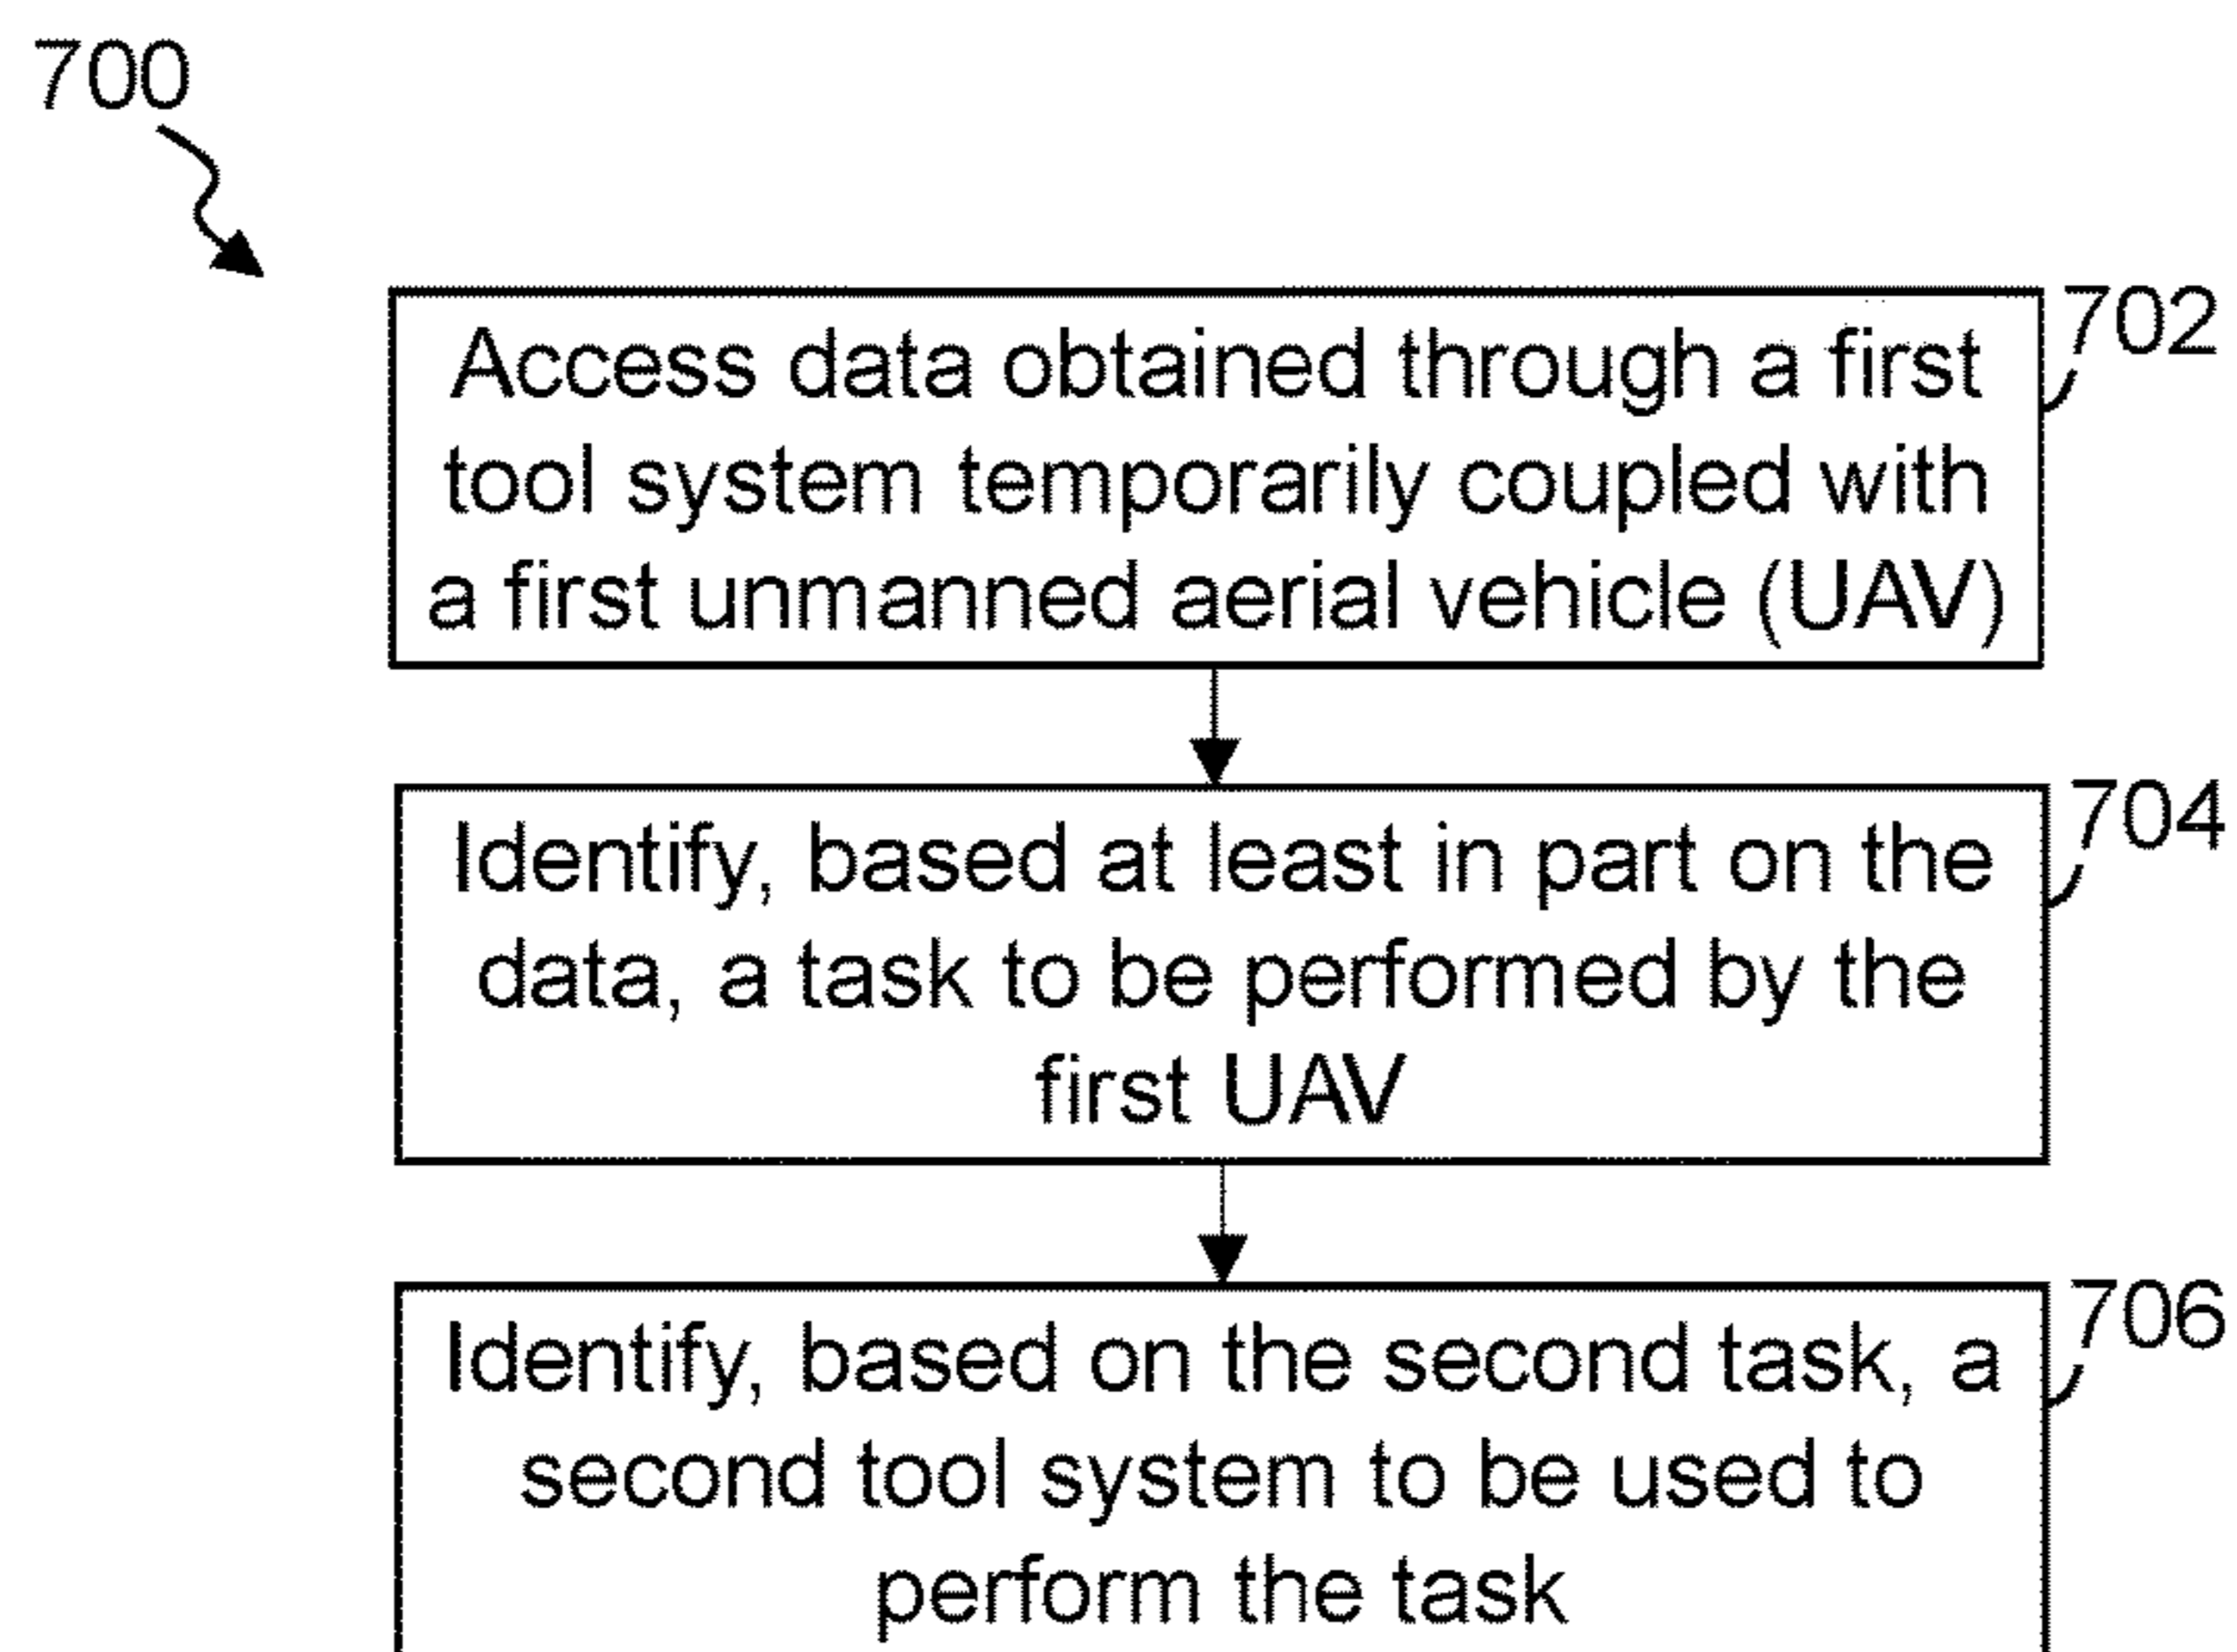 700
702
Access data obtained through a first
tool system temporarily coupled with
a first unmanned aerial vehicle (UAV)
704
Identify, based at least in part on the
data, a task to be performed by the
first UAV
706
Identify, based on the second task, a
second tool system to be used to
perform the task